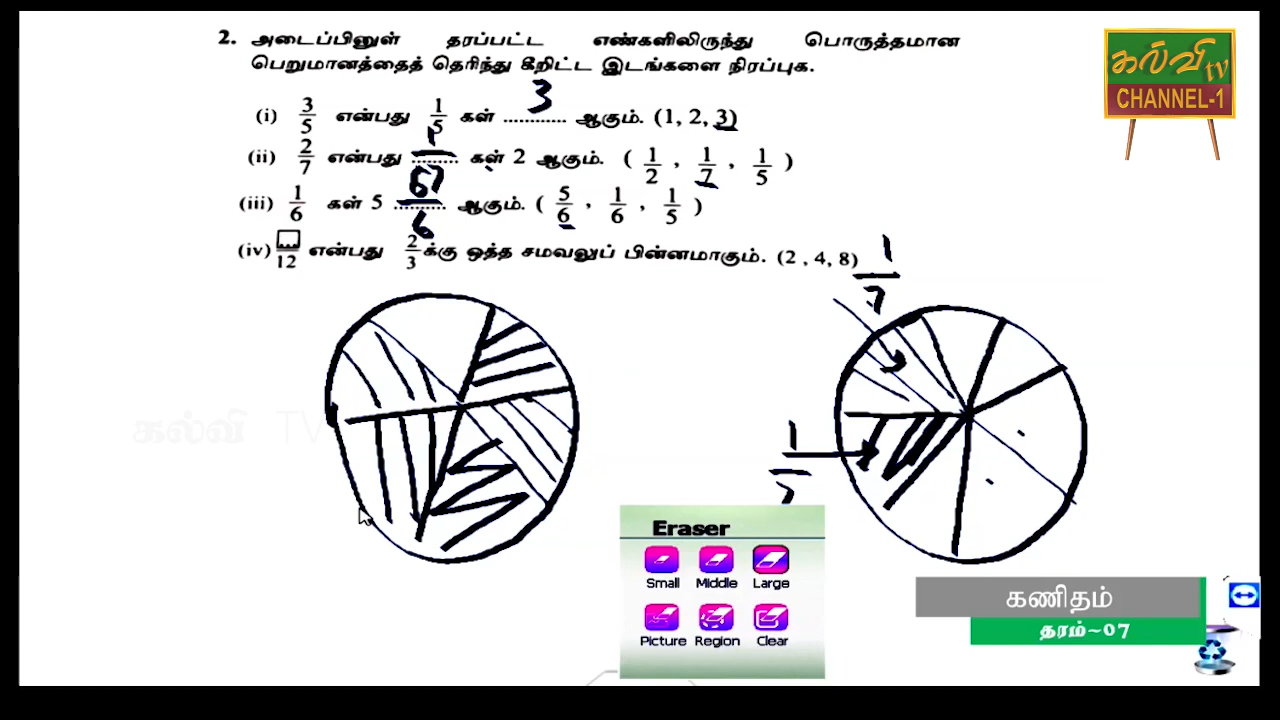 2. அடைப்பினுள் தரப்பட்ட எண்களிலிருந்து பொருத்தமான
பெறுமானத்தைத் தெரிந்து கீறிட்ட இடங்களை நிரப்புக.
(i) 3/5 என்பது 1/5 கள் ............ 3 ஆகும். (1, 2, 3)
(ii) 2/7 என்பது ......... கள் 2 ஆகும். ( 1/2 , 1/7 , 1/5 )
(iii) 1/6 கள் 5 .......... ஆகும். ( 5/6 , 1/6 , 1/5 )
(iv) ...../12 என்பது 2/3க்கு ஒத்த சமவலுப் பின்னமாகும். (2 , 4, 8)
1/7
1/7
கல்வி tv
CHANNEL-1
கல்வி TV
Eraser
Small Middle Large
Picture Region Clear
கணிதம்
தரம்-07